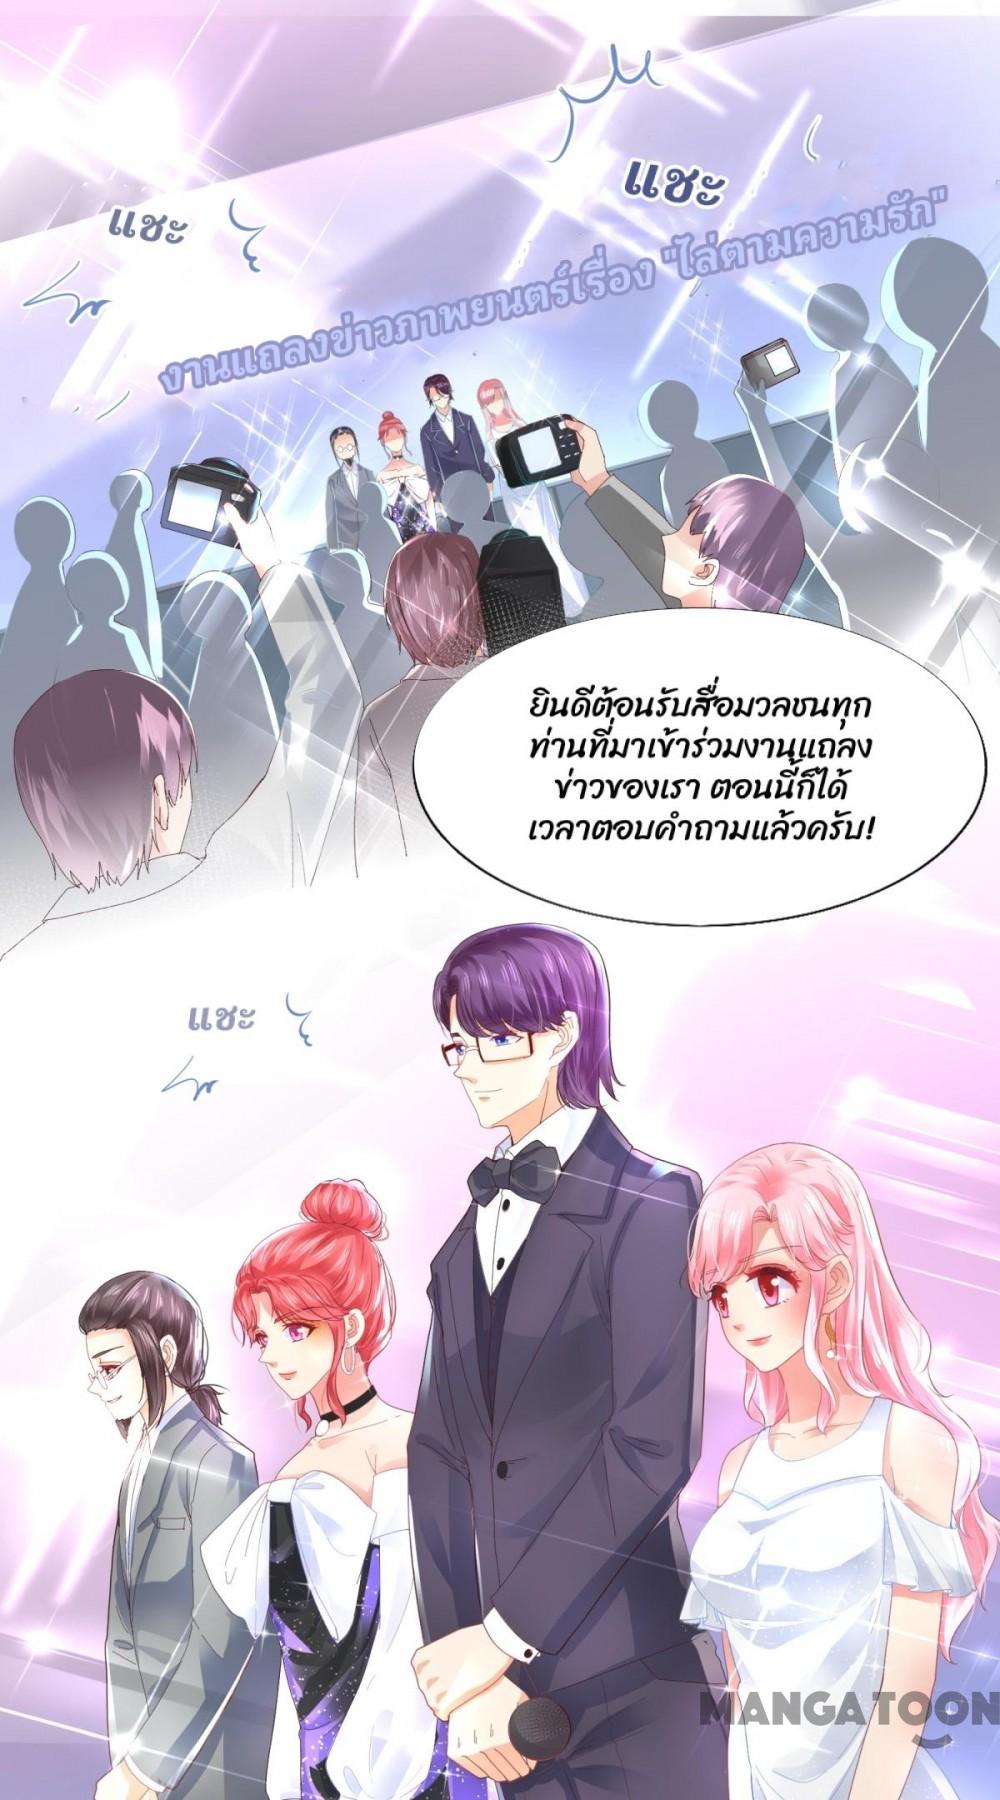 แชะ
แชะ
งานแถลงข่าวภาพยนตร์เรื่อง "ไล่ตามความรัก"
ยินดีต้อนรับสื่อมวลชนทุก
ท่านที่มาเข้าร่วมงานแถลง
ข่าวของเรา ตอนนี้ก็ได้
เวลาตอบคำถามแล้วครับ!
แชะ
MANGATOON